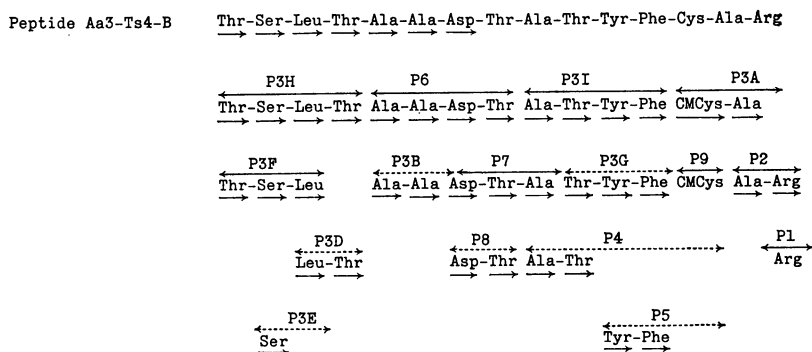 Peptide Aa3-Ts4-B Thr-Ser-Leu-Thr-Ala-Ala-Asp-Thr-Ala-Thr-Tyr-Phe-Cys-Ala-Arg
P3H P6 P3I P3A
Thr-Ser-Leu-Thr Ala-Ala-Asp-Thr Ala-Thr-Tyr-Phe CMCys-Ala
P3F P3B P7 P3G P9 P2
Thr-Ser-Leu Ala-Ala Asp-Thr-Ala Thr-Tyr-Phe CMCys Ala-Arg
P3D P8 P4 P1
Leu-Thr Asp-Thr Ala-Thr Arg
P3E P5
Ser Tyr-Phe